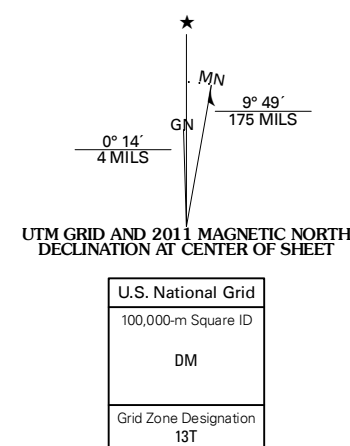 ★
MN
GN
9° 49´
175 MILS
0° 14´
4 MILS
UTM GRID AND 2011 MAGNETIC NORTH
DECLINATION AT CENTER OF SHEET
U.S. National Grid
100,000-m Square ID
DM
Grid Zone Designation
13T